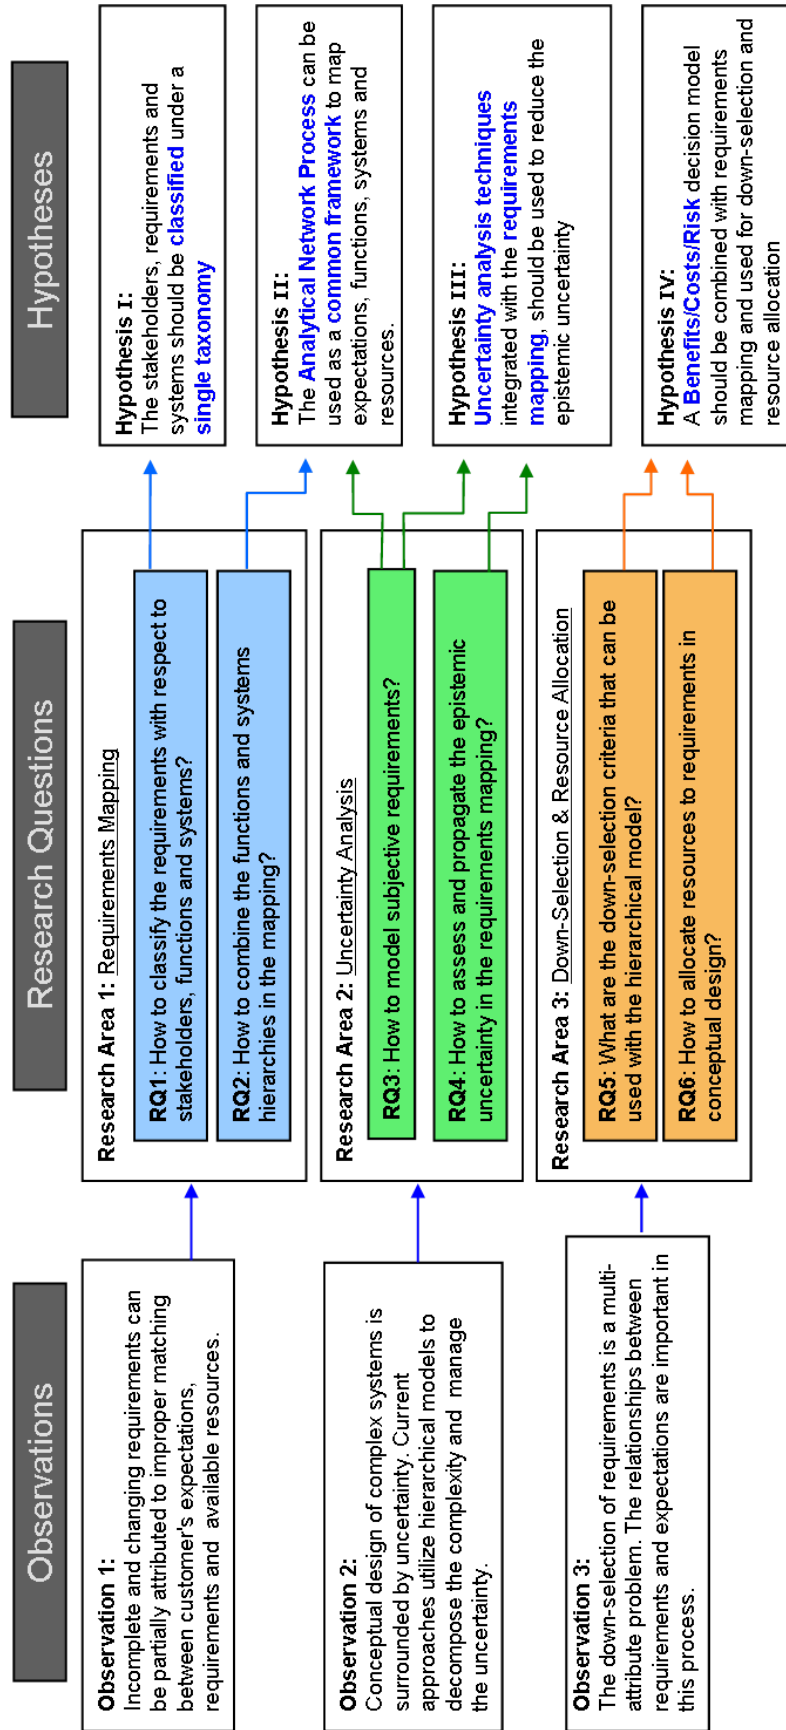 Observations
Research Questions
Hypotheses
Observation 1:
Incomplete and changing requirements can
be partially attributed to improper matching
between customer's expectations,
requirements and available resources.
Observation 2:
Conceptual design of complex systems is
surrounded by uncertainty. Current
approaches utilize hierarchical models to
decompose the complexity and manage
the uncertainty.
Observation 3:
The down-selection of requirements is a multi-
attribute problem. The relationships between
requirements and expectations are important in
this process.
Research Area 1: Requirements Mapping
RQ1: How to classify the requirements with respect to
stakeholders, functions and systems?
RQ2: How to combine the functions and systems
hierarchies in the mapping?
Research Area 2: Uncertainty Analysis
RQ3: How to model subjective requirements?
RQ4: How to assess and propagate the epistemic
uncertainty in the requirements mapping?
Research Area 3: Down-Selection & Resource Allocation
RQ5: What are the down-selection criteria that can be
used with the hierarchical model?
RQ6: How to allocate resources to requirements in
conceptual design?
Hypothesis I:
The stakeholders, requirements and
systems should be classified under a
single taxonomy
Hypothesis II:
The Analytical Network Process can be
used as a common framework to map
expectations, functions, systems and
resources.
Hypothesis III:
Uncertainty analysis techniques
integrated with the requirements
mapping, should be used to reduce the
epistemic uncertainty
Hypothesis IV:
A Benefits/Costs/Risk decision model
should be combined with requirements
mapping and used for down-selection and
resource allocation